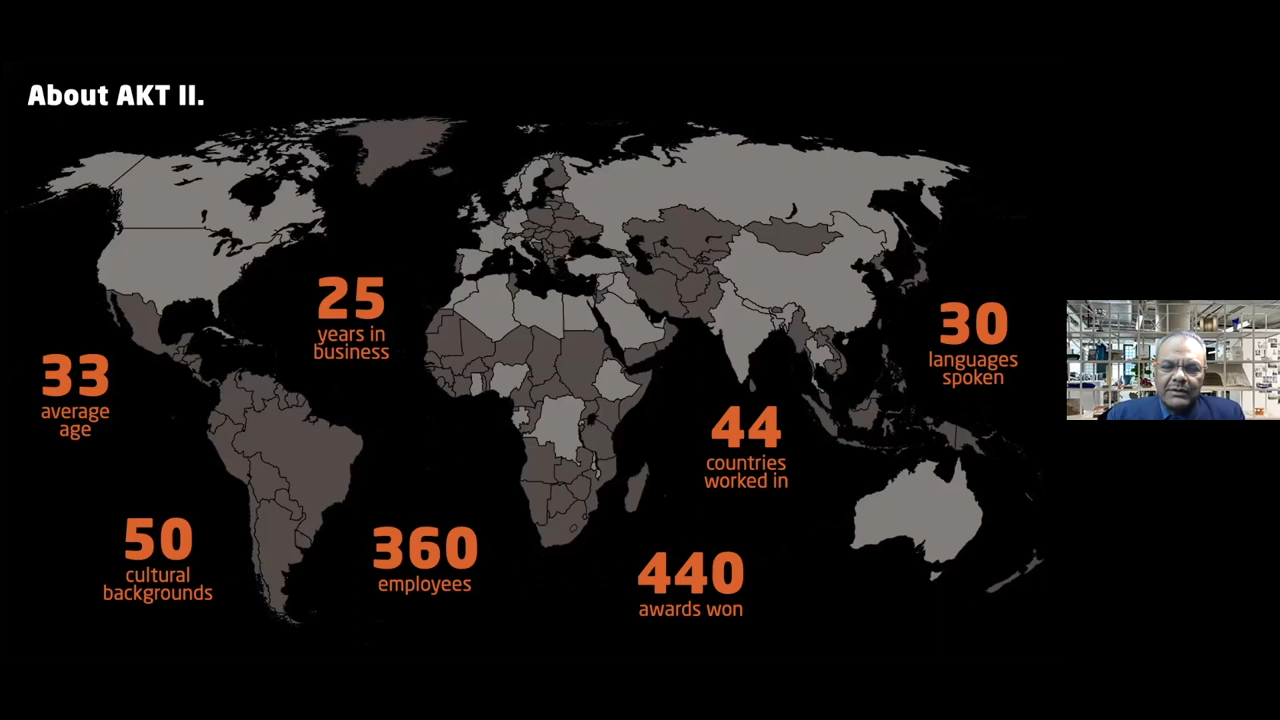 About AKT II.
25
years in
business
30
languages
spoken
33
average
age
44
countries
worked in
50
cultural
backgrounds
360
employees
440
awards won